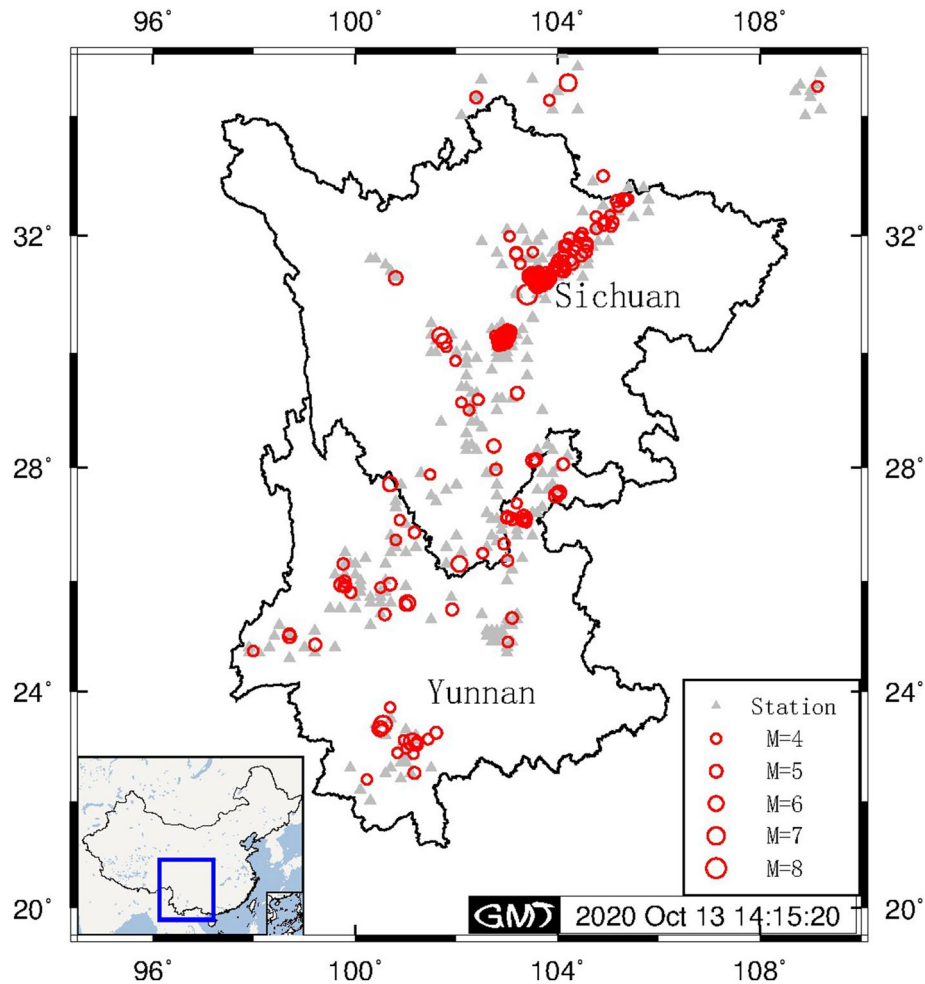 96° 100° 104° 108°
32° 32°
Sichuan
28° 28°
24° 24°
Yunnan
Station
M=4
M=5
M=6
M=7
M=8
20° 20°
GMT 2020 Oct 13 14:15:20
96° 100° 104° 108°